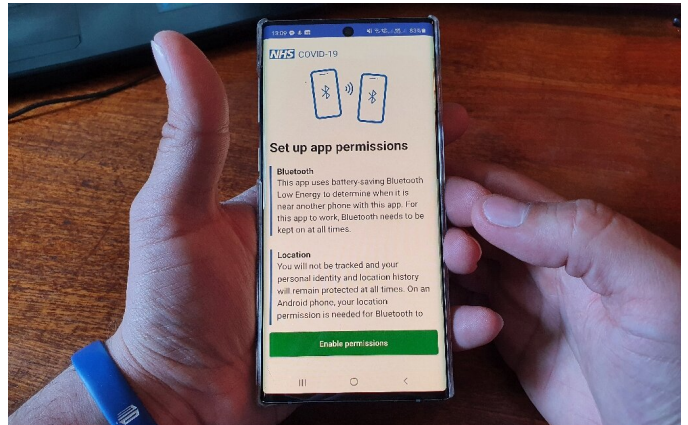 19:09
83%
NHS COVID-19
Set up app permissions
Bluetooth
This app uses battery-saving Bluetooth
Low Energy to determine when it is
near another phone with this app. For
this app to work, Bluetooth needs to be
kept on at all times.
Location
You will not be tracked and your
personal identity and location history
will remain protected at all times. On an
Android phone, your location
permission is needed for Bluetooth to
Enable permissions